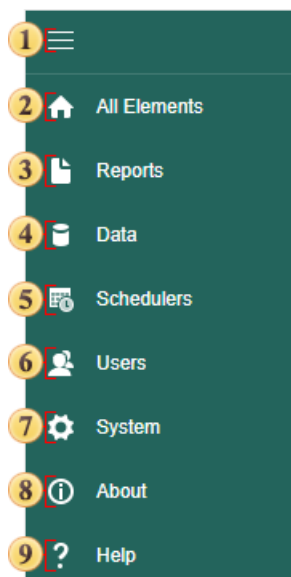 1
2 All Elements
3 Reports
4 Data
5 Schedulers
6 Users
7 System
8 About
9 Help